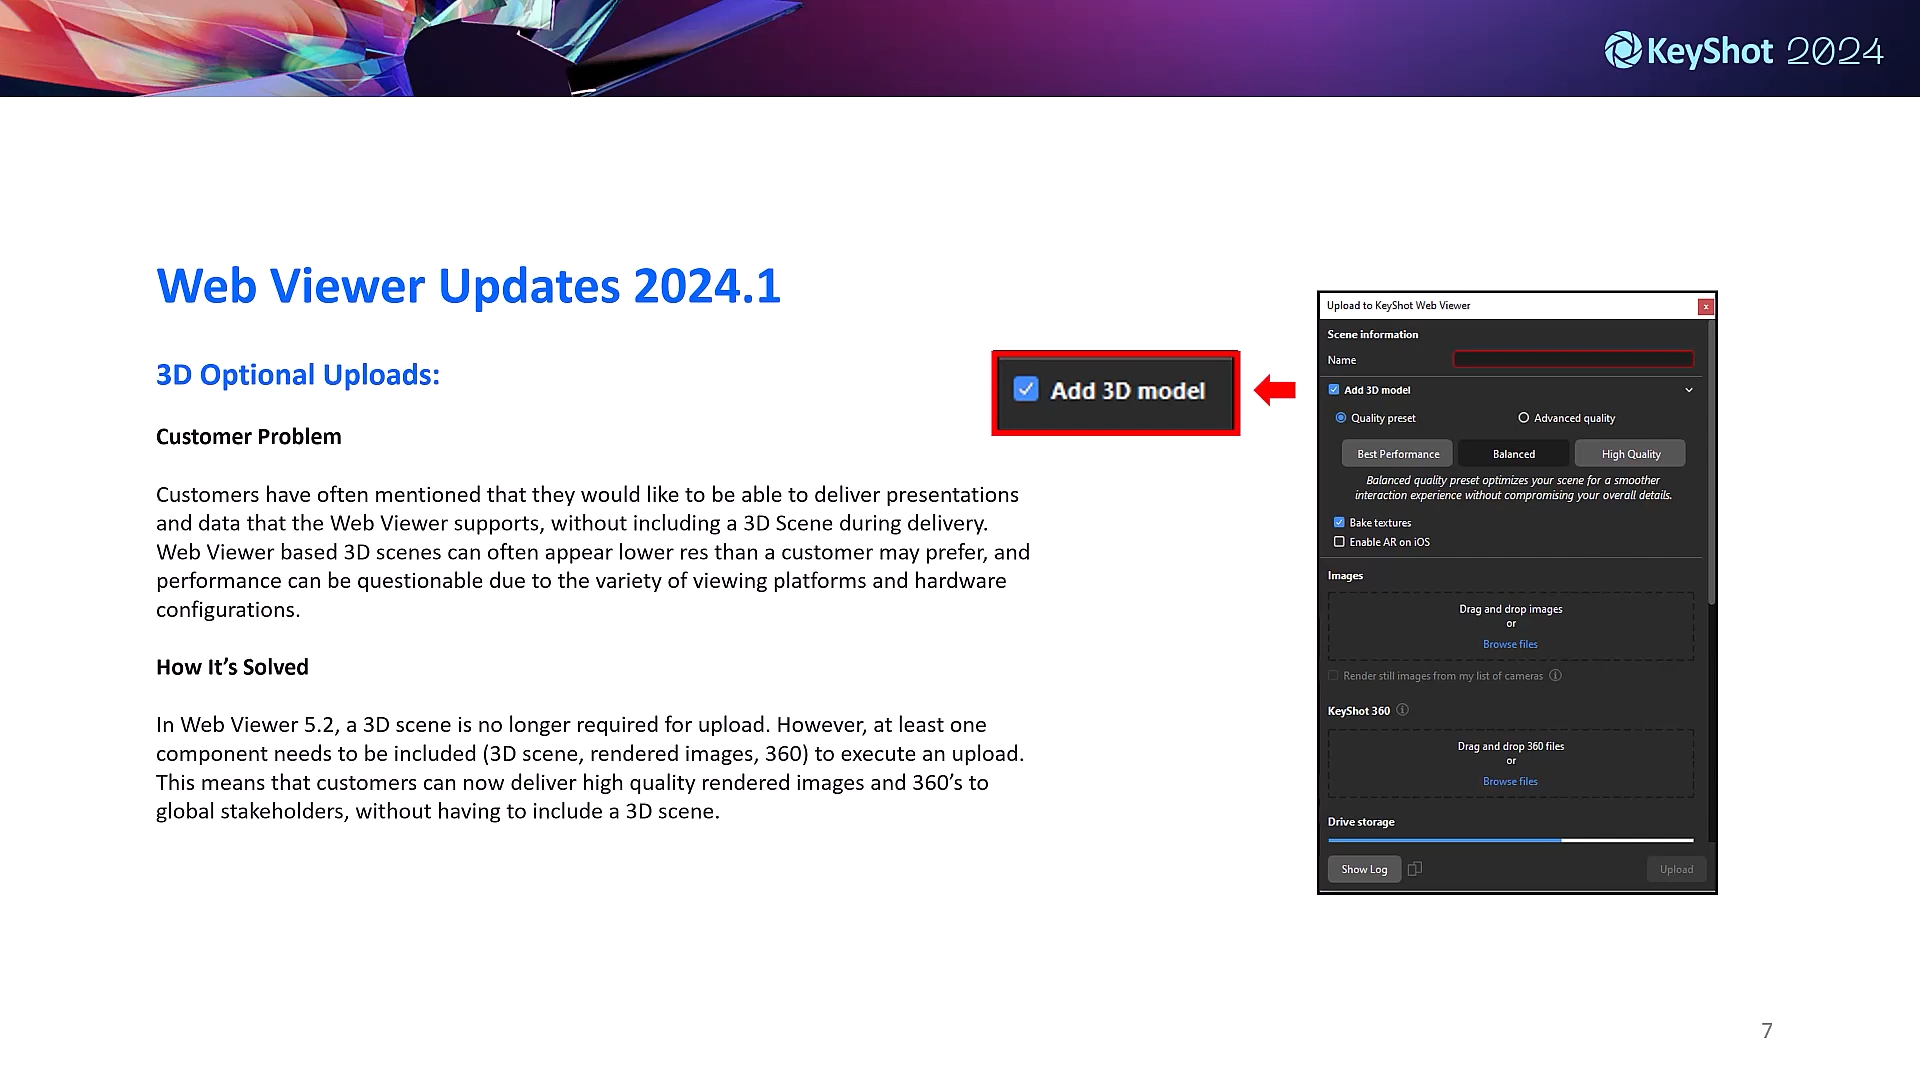 KeyShot 2024
Web Viewer Updates 2024.1
3D Optional Uploads:
Customer Problem
Customers have often mentioned that they would like to be able to deliver presentations
and data that the Web Viewer supports, without including a 3D Scene during delivery.
Web Viewer based 3D scenes can often appear lower res than a customer may prefer, and
performance can be questionable due to the variety of viewing platforms and hardware
configurations.
How It’s Solved
In Web Viewer 5.2, a 3D scene is no longer required for upload. However, at least one
component needs to be included (3D scene, rendered images, 360) to execute an upload.
This means that customers can now deliver high quality rendered images and 360’s to
global stakeholders, without having to include a 3D scene.
Add 3D model
Upload to KeyShot Web Viewer
x
Scene information
Name
Add 3D model
Quality preset
Advanced quality
Best Performance
Balanced
High Quality
Balanced quality preset optimizes your scene for a smoother
interaction experience without compromising your overall details.
Bake textures
Enable AR on iOS
Images
Drag and drop images
or
Browse files
Render still images from my list of cameras
KeyShot 360
Drag and drop 360 files
or
Browse files
Drive storage
Show Log
Upload
7